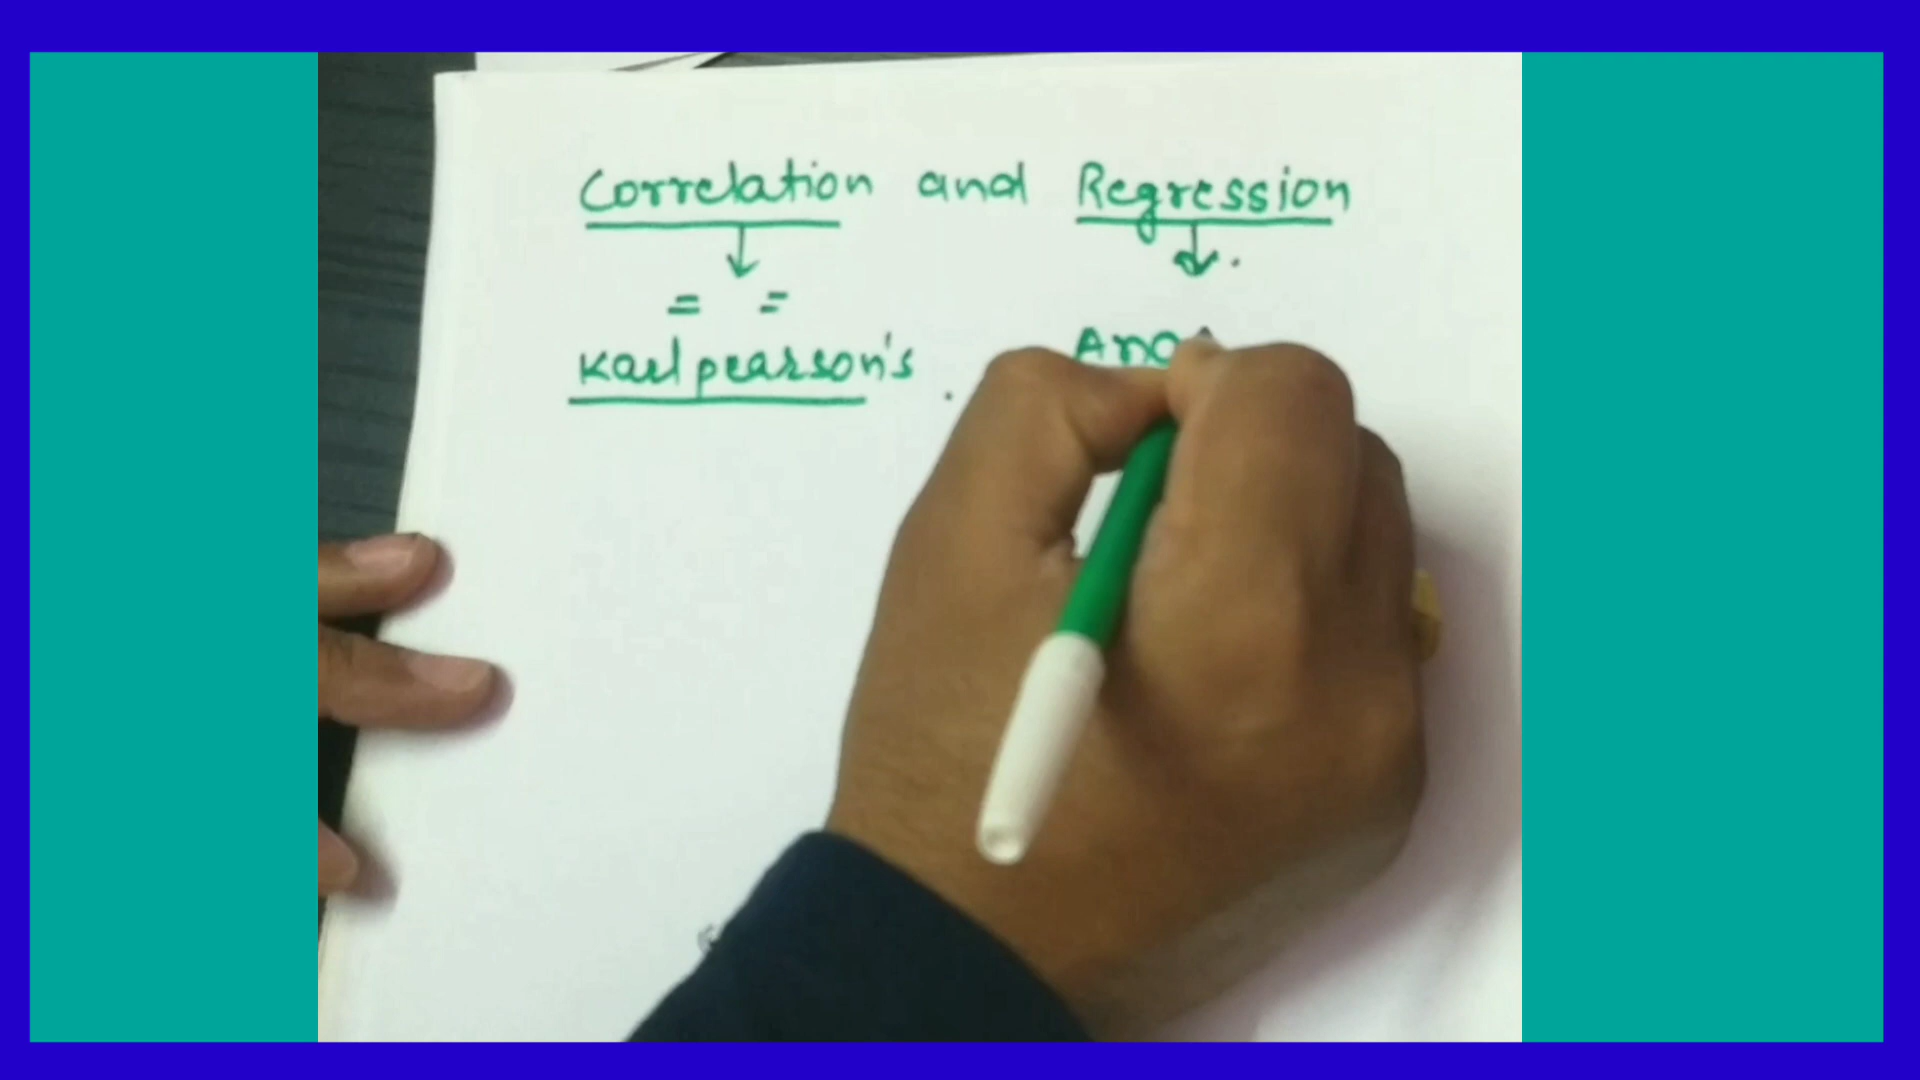 Correlation and Regression
= =
Karl pearson's